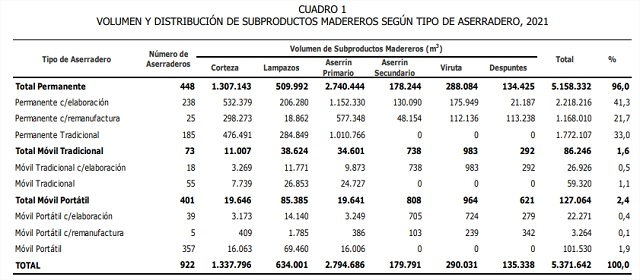 CUADRO 1
VOLUMEN Y DISTRIBUCIÓN DE SUBPRODUCTOS MADEREROS SEGÚN TIPO DE ASERRADERO, 2021
Tipo de Aserradero Número de Aserraderos Volumen de Subproductos Madereros (m³) Total %
Corteza Lampazos Aserrín Primario Aserrín Secundario Viruta Despuntes
Total Permanente 448 1.307.143 509.992 2.740.444 178.244 288.084 134.425 5.158.332 96,0
Permanente c/elaboración 238 532.379 206.280 1.152.330 130.090 175.949 21.187 2.218.216 41,3
Permanente c/remanufactura 25 298.273 18.862 577.348 48.154 112.136 113.238 1.168.010 21,7
Permanente Tradicional 185 476.491 284.849 1.010.766 0 0 0 1.772.107 33,0
Total Móvil Tradicional 73 11.007 38.624 34.601 738 983 292 86.246 1,6
Móvil Tradicional c/elaboración 18 3.269 11.771 9.873 738 983 292 26.926 0,5
Móvil Tradicional 55 7.739 26.853 24.727 0 0 0 59.320 1,1
Total Móvil Portátil 401 19.646 85.385 19.641 808 964 621 127.064 2,4
Móvil Portátil c/elaboración 39 3.173 14.140 3.249 705 724 279 22.271 0,4
Móvil Portátil c/remanufactura 5 409 1.785 386 103 239 342 3.264 0,1
Móvil Portátil 357 16.063 69.460 16.006 0 0 0 101.530 1,9
TOTAL 922 1.337.796 634.001 2.794.686 179.791 290.031 135.338 5.371.642 100,0